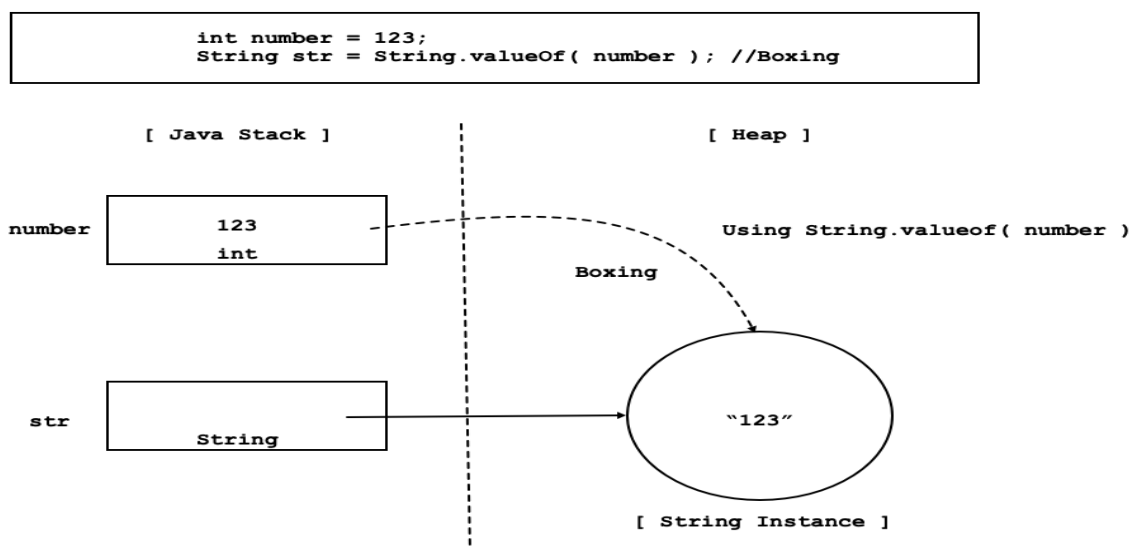 int number = 123;
String str = String.valueOf( number ); //Boxing
[ Java Stack ]
[ Heap ]
number
123
int
Using String.valueof( number )
Boxing
str
String
“123”
[ String Instance ]